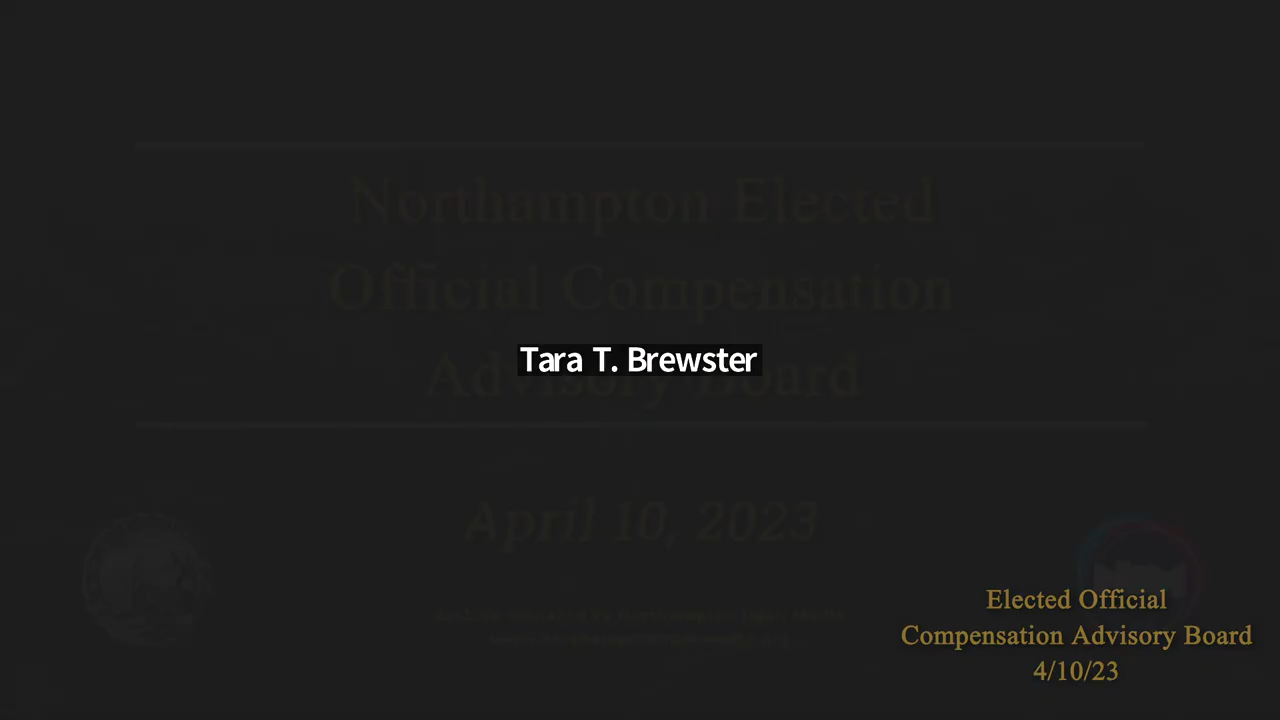 Northampton Elected
Official Compensation
Advisory Board
Tara T. Brewster
April 10, 2023
Elected Official
Compensation Advisory Board
4/10/23